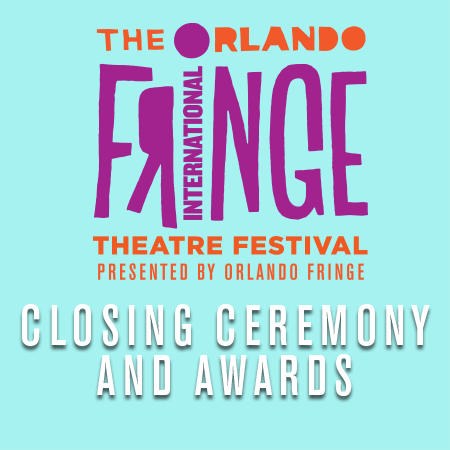 THE ORLANDO
FRINGE
INTERNATIONAL
THEATRE FESTIVAL
PRESENTED BY ORLANDO FRINGE
CLOSING CEREMONY
AND AWARDS